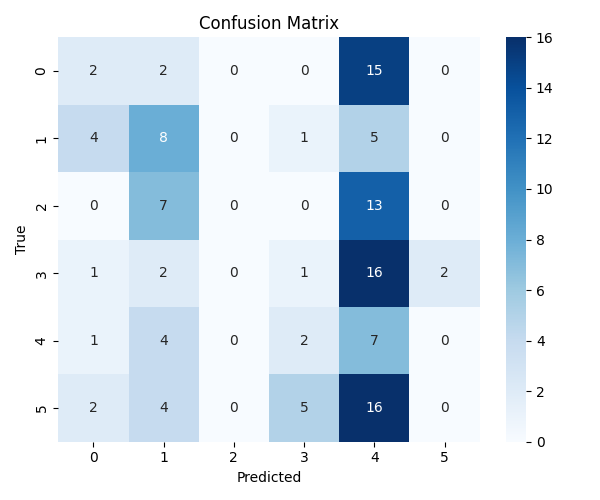 Confusion Matrix
True
0 2 2 0 0 15 0
1 4 8 0 1 5 0
2 0 7 0 0 13 0
3 1 2 0 1 16 2
4 1 4 0 2 7 0
5 2 4 0 5 16 0
0 1 2 3 4 5
Predicted
16
14
12
10
8
6
4
2
0